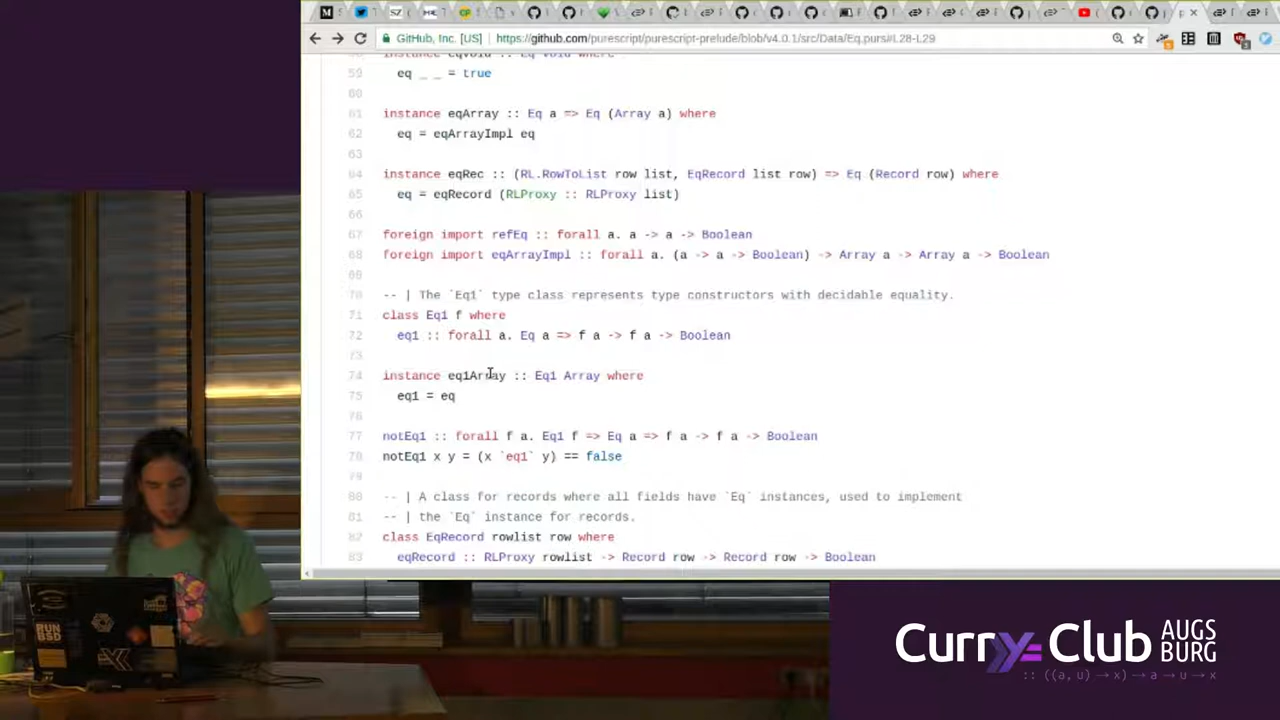 GitHub, Inc. [US]
https://github.com/purescript/purescript-prelude/blob/v4.0.1/src/Data/Eq.purs#L28-L29
instance eqVoid :: Eq Void where
59 eq _ _ = true
60
61 instance eqArray :: Eq a => Eq (Array a) where
62 eq = eqArrayImpl eq
63
64 instance eqRec :: (RL.RowToList row list, EqRecord list row) => Eq (Record row) where
65 eq = eqRecord (RLProxy :: RLProxy list)
66
67 foreign import refEq :: forall a. a -> a -> Boolean
68 foreign import eqArrayImpl :: forall a. (a -> a -> Boolean) -> Array a -> Array a -> Boolean
69
70 -- | The `Eq1` type class represents type constructors with decidable equality.
71 class Eq1 f where
72 eq1 :: forall a. Eq a => f a -> f a -> Boolean
73
74 instance eq1Array :: Eq1 Array where
75 eq1 = eq
76
77 notEq1 :: forall f a. Eq1 f => Eq a => f a -> f a -> Boolean
78 notEq1 x y = (x `eq1` y) == false
79
80 -- | A class for records where all fields have `Eq` instances, used to implement
81 -- | the `Eq` instance for records.
82 class EqRecord rowlist row where
83 eqRecord :: RLProxy rowlist -> Record row -> Record row -> Boolean
RUN
BSD
Curry Club
AUGS
BURG
:: ((a, u) → x) → a → u → x